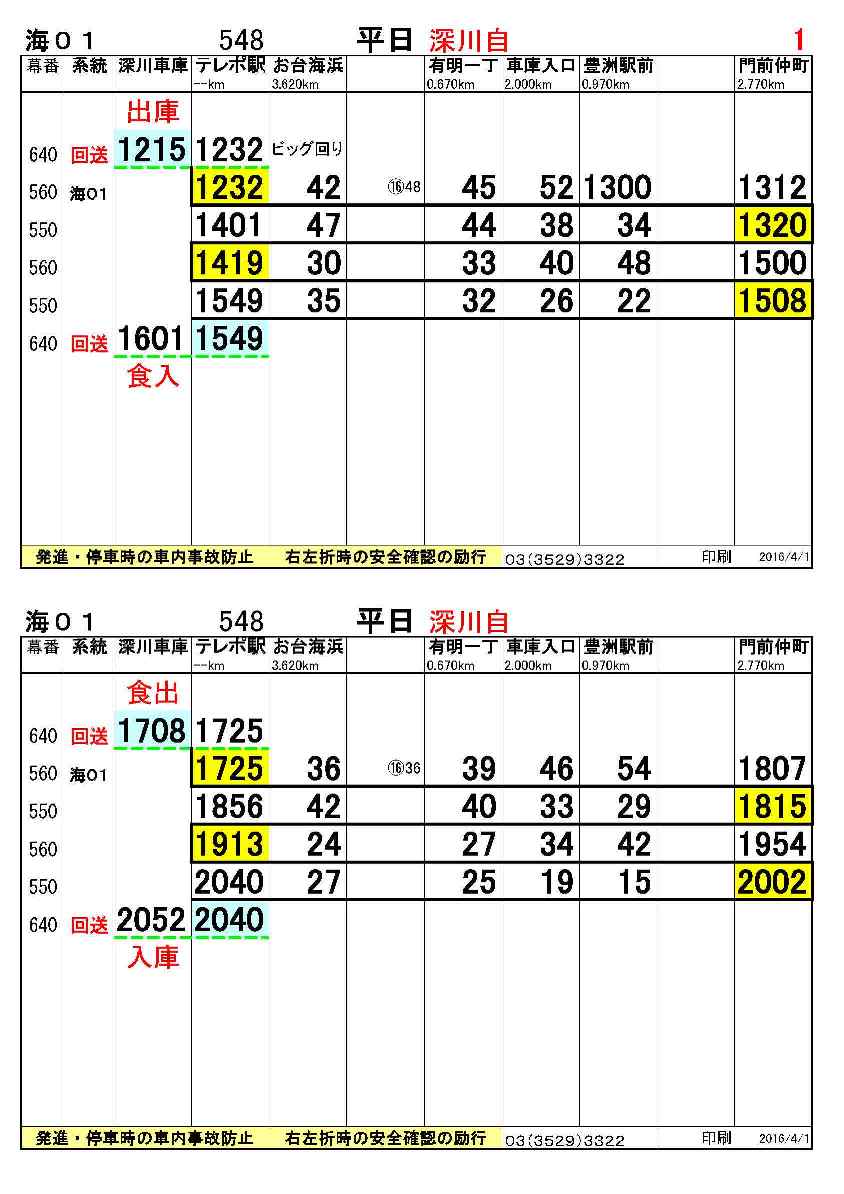 海01 548 平日 深川自 1
幕番 系統 深川車庫 テレポ駅 お台海浜 有明一丁 車庫入口 豊洲駅前 門前仲町
--km 3.620km 0.670km 2.000km 0.970km 2.770km
出庫
640 回送 1215 1232 ビッグ回り
560 海01 1232 42 ⑯48 45 52 1300 1312
550 1401 47 44 38 34 1320
560 1419 30 33 40 48 1500
550 1549 35 32 26 22 1508
640 回送 1601 1549
食入
発進・停車時の車内事故防止 右左折時の安全確認の励行 03(3529)3322 印刷 2016/4/1
海01 548 平日 深川自
幕番 系統 深川車庫 テレポ駅 お台海浜 有明一丁 車庫入口 豊洲駅前 門前仲町
--km 3.620km 0.670km 2.000km 0.970km 2.770km
食出
640 回送 1708 1725
560 海01 1725 36 ⑯36 39 46 54 1807
550 1856 42 40 33 29 1815
560 1913 24 27 34 42 1954
550 2040 27 25 19 15 2002
640 回送 2052 2040
入庫
発進・停車時の車内事故防止 右左折時の安全確認の励行 03(3529)3322 印刷 2016/4/1